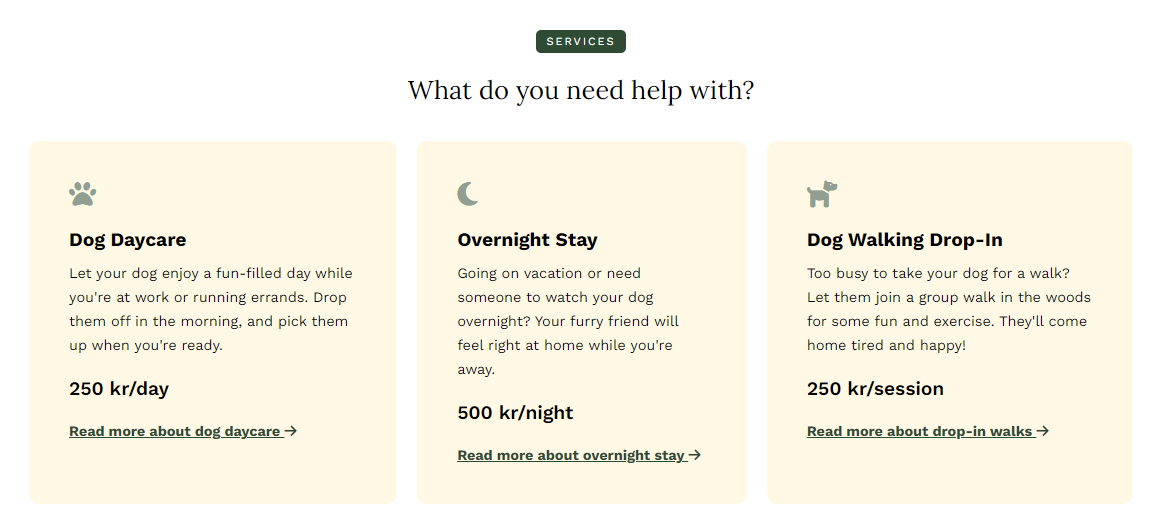 SERVICES
What do you need help with?
Dog Daycare
Let your dog enjoy a fun-filled day while
you're at work or running errands. Drop
them off in the morning, and pick them
up when you're ready.
250 kr/day
Read more about dog daycare →
Overnight Stay
Going on vacation or need
someone to watch your dog
overnight? Your furry friend will
feel right at home while you're
away.
500 kr/night
Read more about overnight stay →
Dog Walking Drop-In
Too busy to take your dog for a walk?
Let them join a group walk in the woods
for some fun and exercise. They'll come
home tired and happy!
250 kr/session
Read more about drop-in walks →